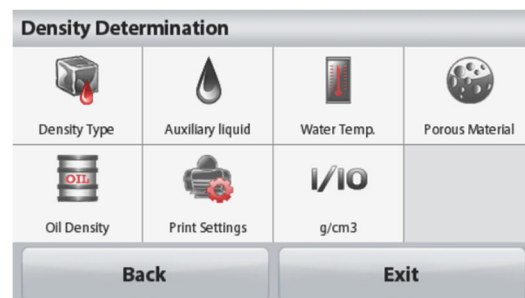 Density Determination
Density Type
Auxiliary liquid
Water Temp.
Porous Material
OIL
Oil Density
Print Settings
I/IO
g/cm3
Back
Exit